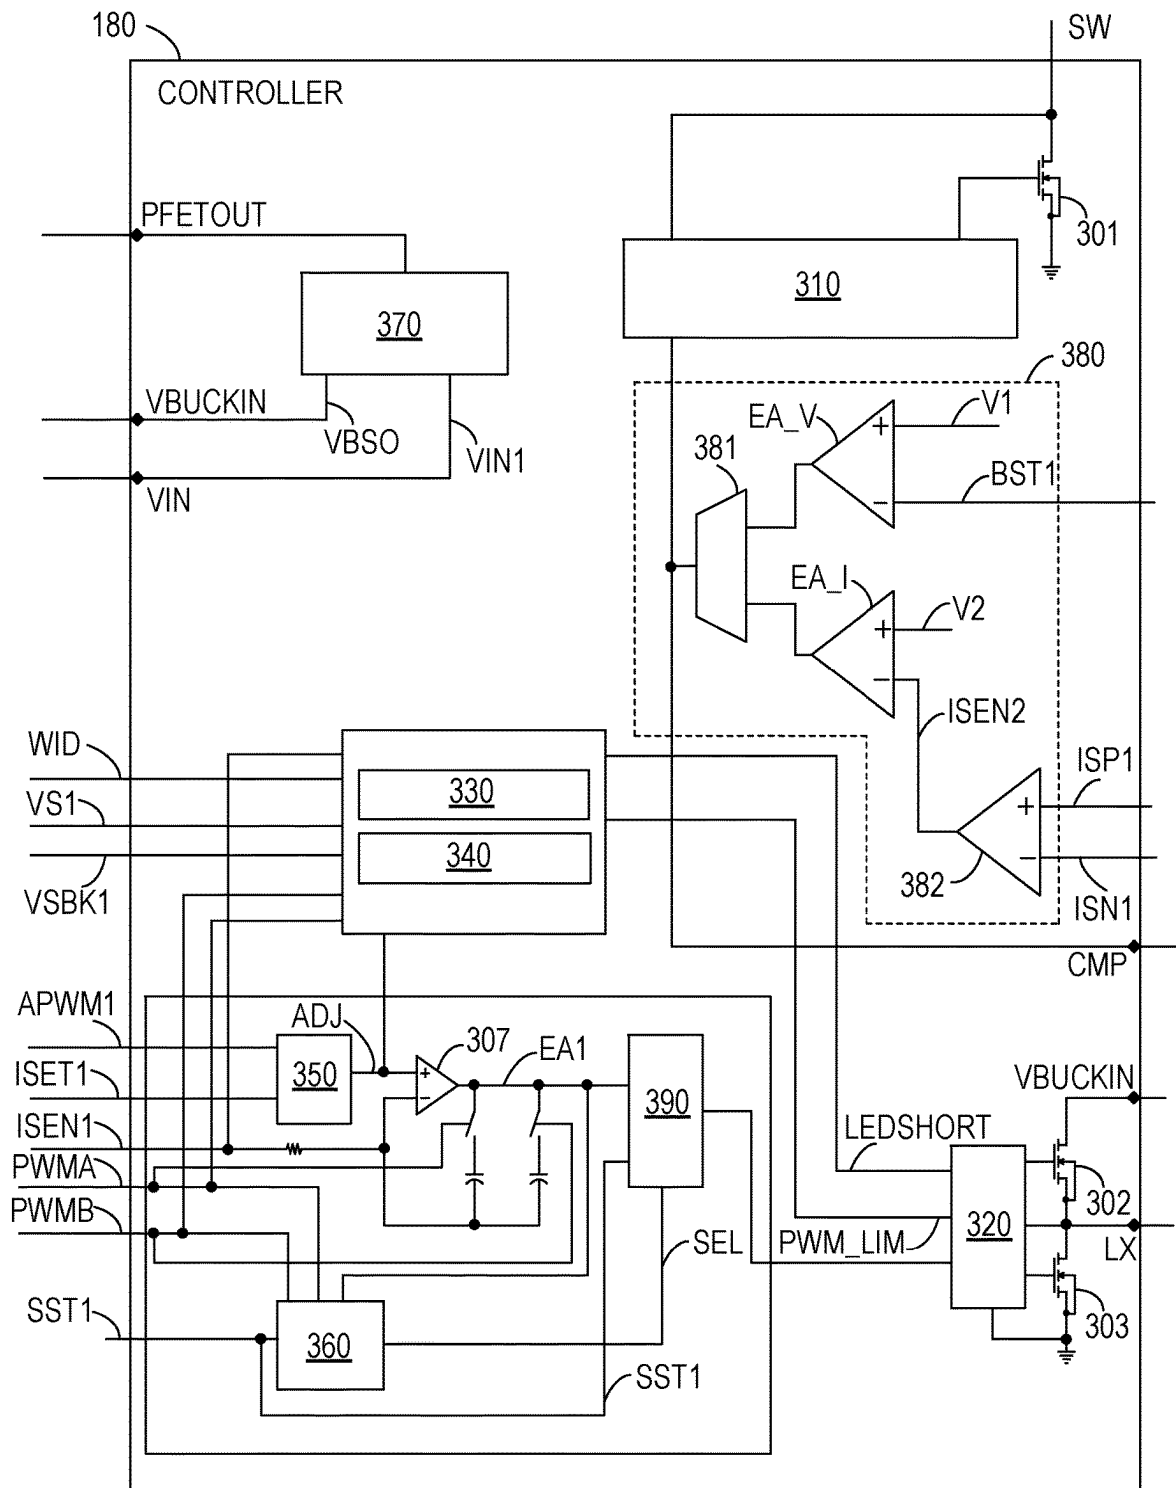 180
SW
CONTROLLER
PFETOUT
301
310
370
380
VBUCKIN
VBSO
VIN1
VIN
EA_V
V1
381
+
BST1
−
EA_I
V2
+
−
ISEN2
WID
VS1
VSBK1
330
340
ISP1
+
382
−
ISN1
CMP
APWM1
ISET1
ISEN1
PWMA
PWMB
ADJ
307
EA1
350
+
−
390
VBUCKIN
LEDSHORT
302
320
PWM_LIM
LX
SEL
303
SST1
360
SST1